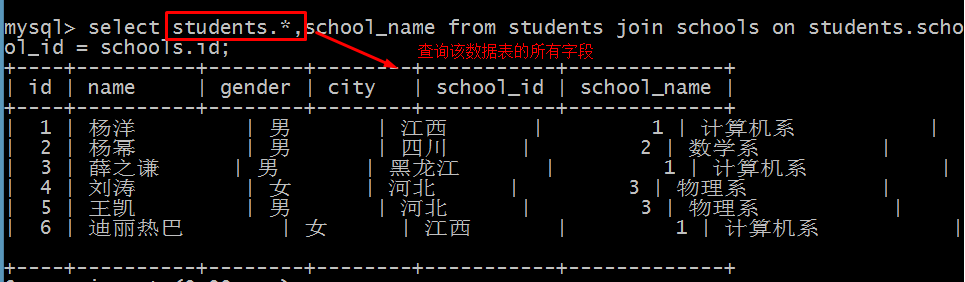 mysql> select students.*,school_name from students join schools on students.scho
ol_id = schools.id;
查询该数据表的所有字段
+----+-----------+--------+--------+-----------+-------------+
| id | name | gender | city | school_id | school_name |
+----+-----------+--------+--------+-----------+-------------+
| 1 | 杨洋 | 男 | 江西 | 1 | 计算机系 |
| 2 | 杨幂 | 男 | 四川 | 2 | 数学系 |
| 3 | 薛之谦 | 男 | 黑龙江 | 1 | 计算机系 |
| 4 | 刘涛 | 女 | 河北 | 3 | 物理系 |
| 5 | 王凯 | 男 | 河北 | 3 | 物理系 |
| 6 | 迪丽热巴 | 女 | 江西 | 1 | 计算机系 |
+----+-----------+--------+--------+-----------+-------------+